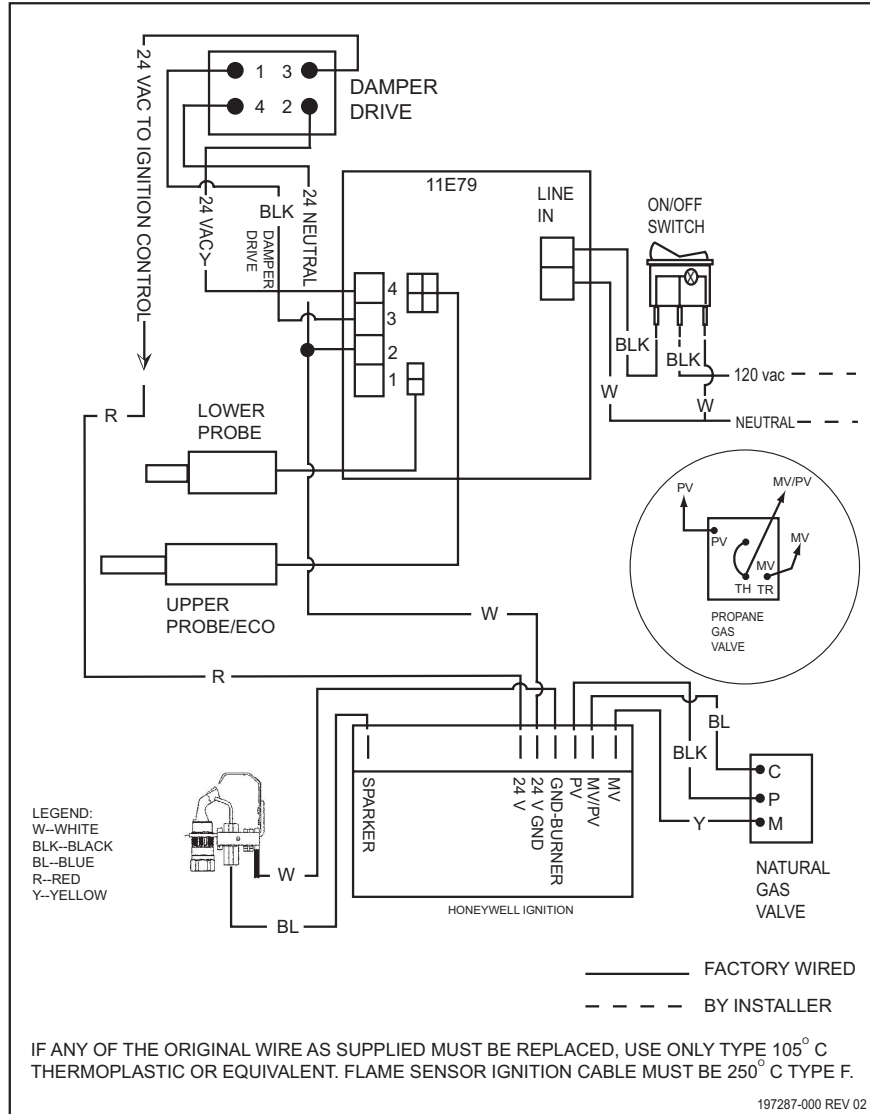 24 VAC TO IGNITION CONTROL
1 3
4 2
DAMPER
DRIVE
24 VAC
Y
BLK
DAMPER
DRIVE
24 NEUTRAL
11E79
LINE
IN
ON/OFF
SWITCH
4
3
2
1
BLK
BLK
W
W
120 vac
NEUTRAL
R
LOWER
PROBE
UPPER
PROBE/ECO
PV
MV/PV
MV
PV
MV
TH TR
PROPANE
GAS
VALVE
W
R
BL
BLK
Y
SPARKER
24 V
24 V GND
GND-BURNER
PV
MV/PV
MV
C
P
M
NATURAL
GAS
VALVE
HONEYWELL IGNITION
W
BL
LEGEND:
W--WHITE
BLK--BLACK
BL--BLUE
R--RED
Y--YELLOW
FACTORY WIRED
BY INSTALLER
IF ANY OF THE ORIGINAL WIRE AS SUPPLIED MUST BE REPLACED, USE ONLY TYPE 105° C
THERMOPLASTIC OR EQUIVALENT. FLAME SENSOR IGNITION CABLE MUST BE 250° C TYPE F.
197287-000 REV 02